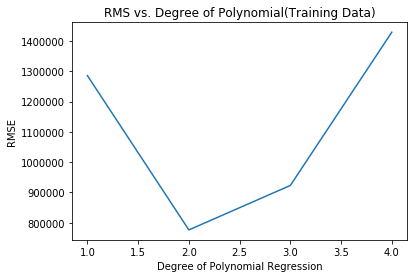 RMS vs. Degree of Polynomial(Training Data)
1400000
1300000
1200000
1100000
1000000
900000
800000
RMSE
1.0 1.5 2.0 2.5 3.0 3.5 4.0
Degree of Polynomial Regression